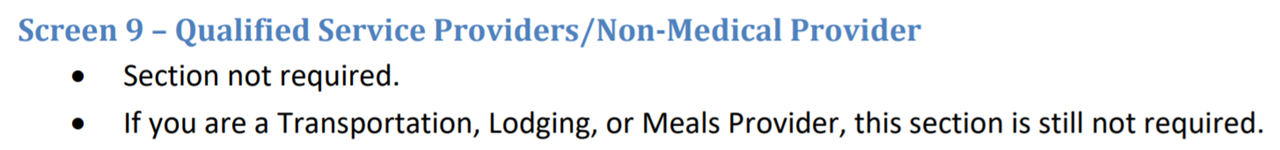 Screen 9 – Qualified Service Providers/Non-Medical Provider
• Section not required.
• If you are a Transportation, Lodging, or Meals Provider, this section is still not required.